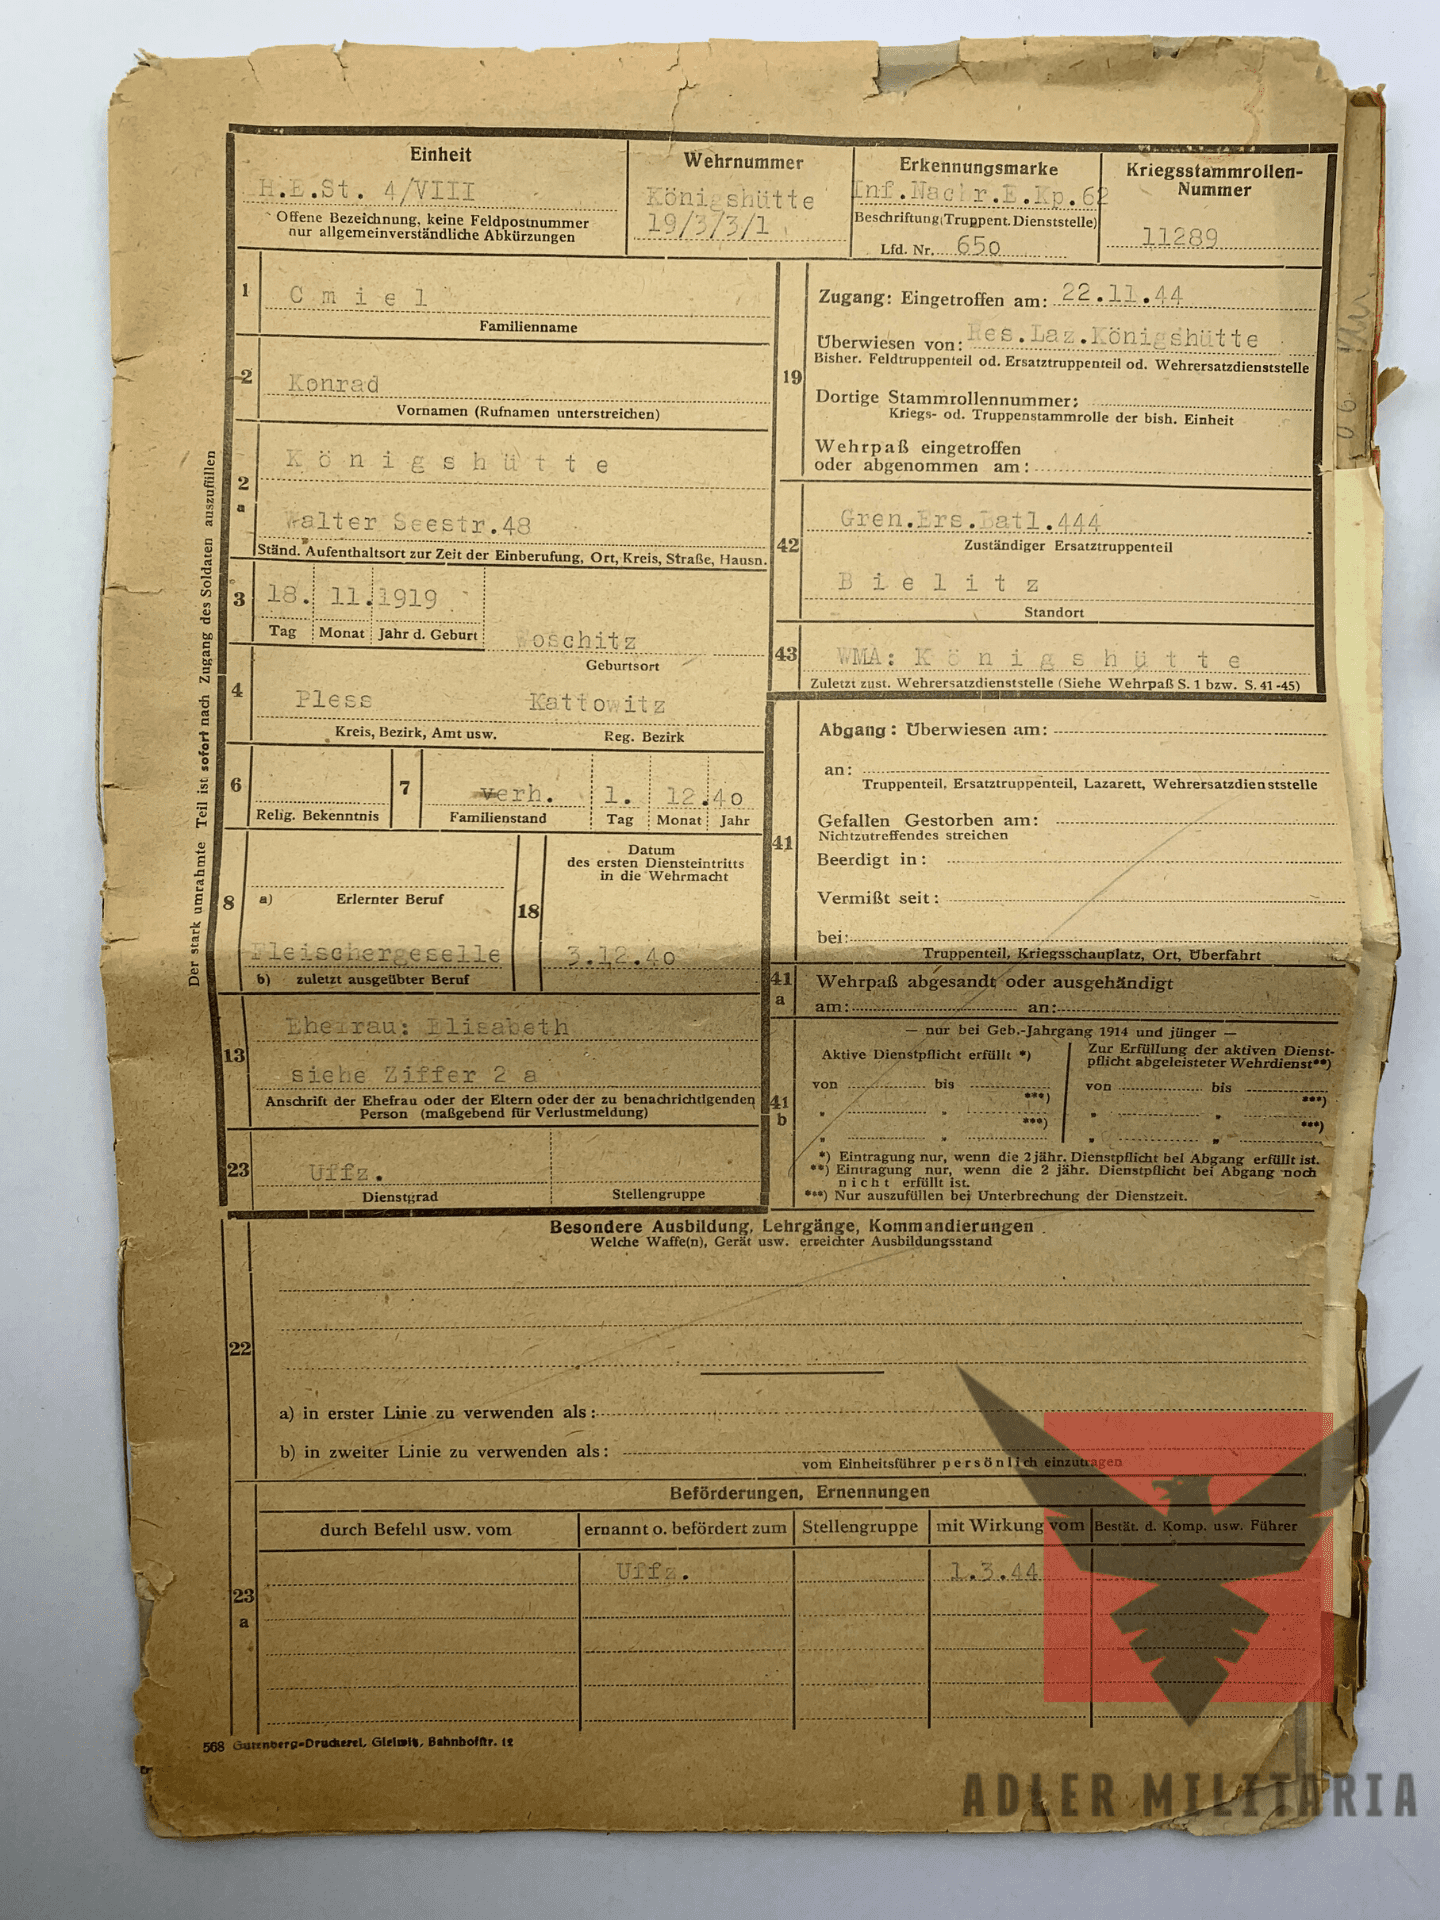 Einheit
H.E.St. 4/VIII
Offene Bezeichnung, keine Feldpostnummer
nur allgemeinverständliche Abkürzungen
Wehrnummer
Königshütte
19/3/3/1
Erkennungsmarke
Inf.Nachr.E.Kp.62
Beschriftung (Truppent. Dienststelle)
Lfd. Nr. 650
Kriegsstammrollen-
Nummer
11289
Der stark umrahmte Teil ist sofort nach Zugang des Soldaten auszufüllen
1
Cmiel
Familienname
2
Konrad
Vornamen (Rufnamen unterstreichen)
2
a
Königshütte
Walter Seestr.48
Ständ. Aufenthaltsort zur Zeit der Einberufung, Ort, Kreis, Straße, Hausn.
3
18. 11. 1919
Tag Monat Jahr d. Geburt
Woschitz
Geburtsort
4
Pless Kattowitz
Kreis, Bezirk, Amt usw. Reg. Bezirk
6
Relig. Bekenntnis
7
verh. 1. 12.40
Familienstand Tag Monat Jahr
8
a) Erlernter Beruf
Fleischergeselle
b) zuletzt ausgeübter Beruf
18
Datum
des ersten Diensteintritts
in die Wehrmacht
3.12.40
13
Ehefrau: Elisabeth
siehe Ziffer 2 a
Anschrift der Ehefrau oder der Eltern oder der zu benachrichtigenden
Person (maßgebend für Verlustmeldung)
23
Uffz.
Dienstgrad Stellengruppe
19
Zugang: Eingetroffen am: 22.11.44
Überwiesen von: Res.Laz.Königshütte
Bisher. Feldtruppenteil od. Ersatztruppenteil od. Wehrersatzdienststelle
Dortige Stammrollennummer:
Kriegs- od. Truppenstammrolle der bish. Einheit
Wehrpaß eingetroffen
oder abgenommen am:
42
Gren.Ers.Batl.444
Zuständiger Ersatztruppenteil
Bielitz
Standort
43
WMA: Königshütte
Zuletzt zust. Wehrersatzdienststelle (Siehe Wehrpaß S. 1 bzw. S. 41-45)
41
Abgang: Überwiesen am:
an:
Truppenteil, Ersatztruppenteil, Lazarett, Wehrersatzdienststelle
Gefallen Gestorben am:
Nichtzutreffendes streichen
Beerdigt in:
Vermißt seit:
bei:
Truppenteil, Kriegsschauplatz, Ort, Überfahrt
41
a
Wehrpaß abgesandt oder ausgehändigt
am: an:
41
b
— nur bei Geb.-Jahrgang 1914 und jünger —
Aktive Dienstpflicht erfüllt *)
von bis
***)
" "
***)
" "
Zur Erfüllung der aktiven Dienst-
pflicht abgeleisteter Wehrdienst**)
von bis
***)
" "
***)
" "
*) Eintragung nur, wenn die 2 jähr. Dienstpflicht bei Abgang erfüllt ist.
**) Eintragung nur, wenn die 2 jähr. Dienstpflicht bei Abgang noch
nicht erfüllt ist.
***) Nur auszufüllen bei Unterbrechung der Dienstzeit.
22
Besondere Ausbildung, Lehrgänge, Kommandierungen
Welche Waffe(n), Gerät usw. erreichter Ausbildungsstand
a) in erster Linie zu verwenden als:
b) in zweiter Linie zu verwenden als:
vom Einheitsführer persönlich einzutragen
23
a
Beförderungen, Ernennungen
durch Befehl usw. vom ernannt o. befördert zum Stellengruppe mit Wirkung vom Bestät. d. Komp. usw. Führer
Uffz. 1.3.44
568 Gutenberg-Druckerei, Gleiwitz, Bahnhofstr. 12
ADLER MILITARIA